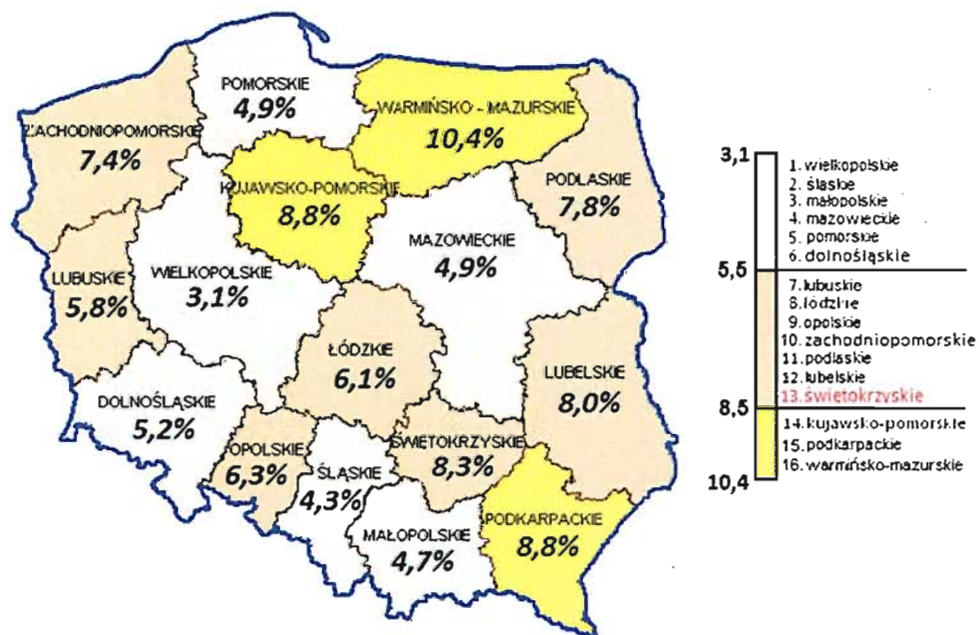 POMORSKIE
4,9%
WARMIŃSKO - MAZURSKIE
10,4%
ZACHODNIOPOMORSKIE
7,4%
KUJAWSKO-POMORSKIE
8,8%
PODLASKIE
7,8%
MAZOWIECKIE
4,9%
LUBUSKIE
5,8%
WIELKOPOLSKIE
3,1%
ŁÓDZKIE
6,1%
LUBELSKIE
8,0%
DOLNOŚLĄSKIE
5,2%
OPOLSKIE
6,3%
ŚLĄSKIE
4,3%
ŚWIĘTOKRZYSKIE
8,3%
MAŁOPOLSKIE
4,7%
PODKARPACKIE
8,8%
3,1
1. wielkopolskie
2. śląskie
3. małopolskie
4. mazowieckie
5. pomorskie
6. dolnośląskie
5,6
7. lubuskie
8. łódzkie
9. opolskie
10. zachodniopomorskie
11. podlaskie
12. lubelskie
13. świętokrzyskie
8,5
14. kujawsko-pomorskie
15. podkarpackie
16. warmińsko-mazurskie
10,4